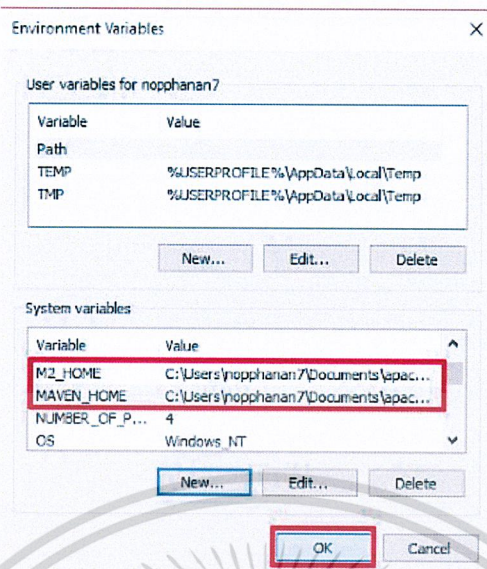 Environment Variables
User variables for nopphanan7
Variable Value
Path
TEMP %USERPROFILE%\AppData\Local\Temp
TMP %USERPROFILE%\AppData\Local\Temp
New... Edit... Delete
System variables
Variable Value
M2_HOME C:\Users\nopphanan7\Documents\apac...
MAVEN_HOME C:\Users\nopphanan7\Documents\apac...
NUMBER_OF_P... 4
OS Windows_NT
New... Edit... Delete
OK Cancel